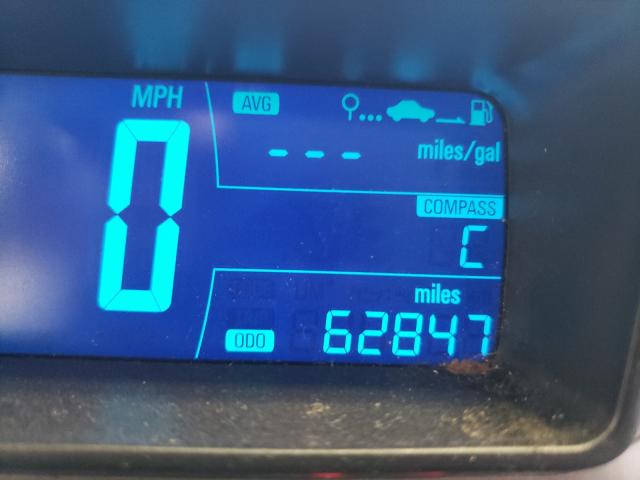 MPH
0
AVG
---
miles/gal
COMPASS
C
miles
ODO 62847